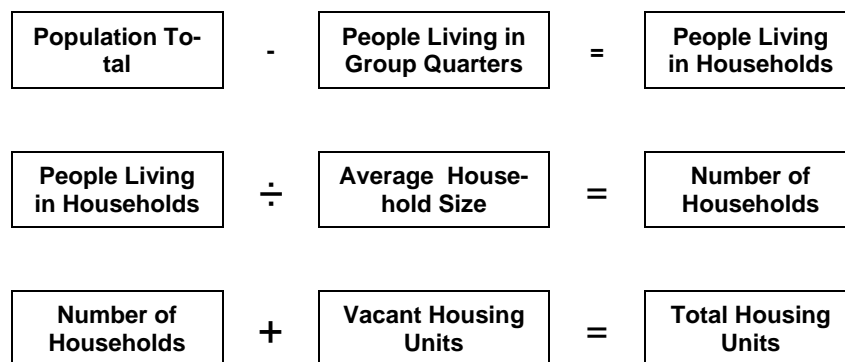 Population To-
tal
-
People Living in
Group Quarters
=
People Living
in Households
People Living
in Households
÷
Average House-
hold Size
=
Number of
Households
Number of
Households
+
Vacant Housing
Units
=
Total Housing
Units